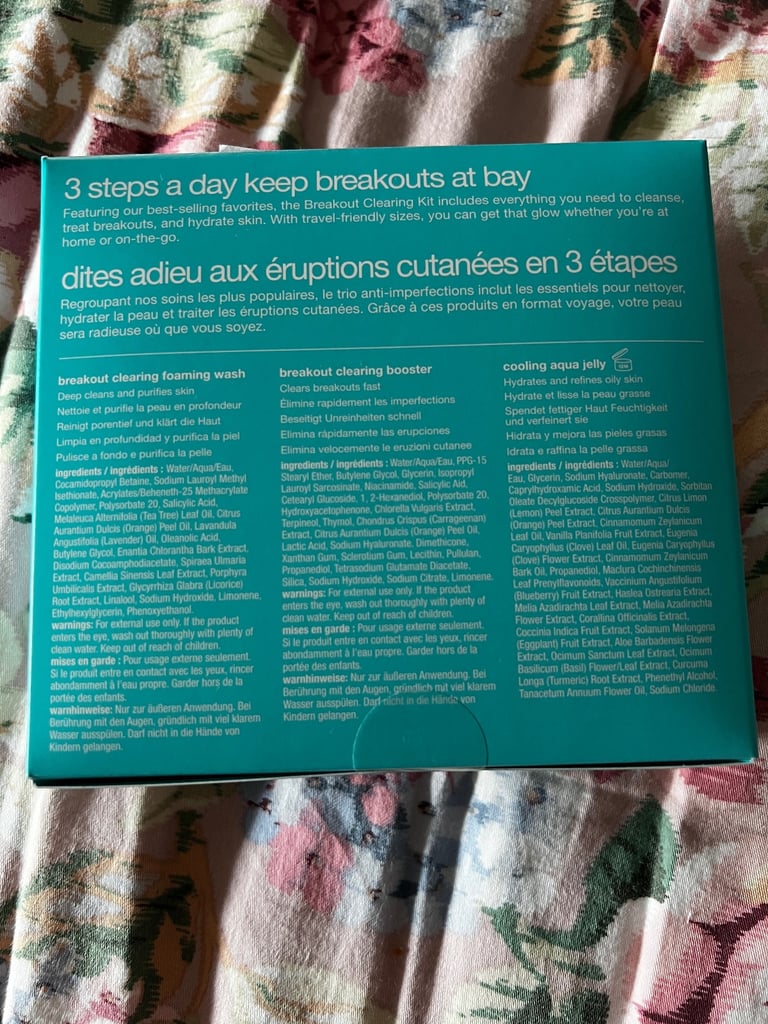 3 steps a day keep breakouts at bay
Featuring our best-selling favorites, the Breakout Clearing Kit includes everything you need to cleanse,
treat breakouts, and hydrate skin. With travel-friendly sizes, you can get that glow whether you're at
home or on-the-go.
dites adieu aux éruptions cutanées en 3 étapes
Regroupant nos soins les plus populaires, le trio anti-imperfections inclut les essentiels pour nettoyer,
hydrater la peau et traiter les éruptions cutanées. Grâce à ces produits en format voyage, votre peau
sera radieuse où que vous soyez.
breakout clearing foaming wash
Deep cleans and purifies skin
Nettoie et purifie la peau en profondeur
Reinigt porentief und klärt die Haut
Limpia en profundidad y purifica la piel
Pulisce a fondo e purifica la pelle
ingredients / ingrédients : Water/Aqua/Eau,
Cocamidopropyl Betaine, Sodium Lauroyl Methyl
Isethionate, Acrylates/Beheneth-25 Methacrylate
Copolymer, Polysorbate 20, Salicylic Acid,
Melaleuca Alternifolia (Tea Tree) Leaf Oil, Citrus
Aurantium Dulcis (Orange) Peel Oil, Lavandula
Angustifolia (Lavender) Oil, Oleanolic Acid,
Butylene Glycol, Enantia Chlorantha Bark Extract,
Disodium Cocoamphodiacetate, Spiraea Ulmaria
Extract, Camellia Sinensis Leaf Extract, Porphyra
Umbilicalis Extract, Glycyrrhiza Glabra (Licorice)
Root Extract, Linalool, Sodium Hydroxide, Limonene,
Ethylhexylglycerin, Phenoxyethanol.
warnings: For external use only. If the product
enters the eye, wash out thoroughly with plenty of
clean water. Keep out of reach of children.
mises en garde : Pour usage externe seulement.
Si le produit entre en contact avec les yeux, rincer
abondamment à l'eau propre. Garder hors de la
portée des enfants.
warnhinweise: Nur zur äußeren Anwendung. Bei
Berührung mit den Augen, gründlich mit viel klarem
Wasser ausspülen. Darf nicht in die Hände von
Kindern gelangen.
breakout clearing booster
Clears breakouts fast
Élimine rapidement les imperfections
Beseitigt Unreinheiten schnell
Elimina rápidamente las erupciones
Elimina velocemente le eruzioni cutanee
ingredients / ingrédients : Water/Aqua/Eau, PPG-15
Stearyl Ether, Butylene Glycol, Glycerin, Isopropyl
Lauroyl Sarcosinate, Niacinamide, Salicylic Acid,
Cetearyl Glucoside, 1, 2-Hexanediol, Polysorbate 20,
Hydroxyacetophenone, Chlorella Vulgaris Extract,
Terpineol, Thymol, Chondrus Crispus (Carrageenan)
Extract, Citrus Aurantium Dulcis (Orange) Peel Oil,
Lactic Acid, Sodium Hyaluronate, Dimethicone,
Xanthan Gum, Sclerotium Gum, Lecithin, Pullulan,
Propanediol, Tetrasodium Glutamate Diacetate,
Silica, Sodium Hydroxide, Sodium Citrate, Limonene.
warnings: For external use only. If the product
enters the eye, wash out thoroughly with plenty of
clean water. Keep out of reach of children.
mises en garde : Pour usage externe seulement.
Si le produit entre en contact avec les yeux, rincer
abondamment à l'eau propre. Garder hors de la
portée des enfants.
warnhinweise: Nur zur äußeren Anwendung. Bei
Berührung mit den Augen, gründlich mit viel klarem
Wasser ausspülen. Darf nicht in die Hände von
Kindern gelangen.
cooling aqua jelly
12M
Hydrates and refines oily skin
Hydrate et lisse la peau grasse
Spendet fettiger Haut Feuchtigkeit
und verfeinert sie
Hidrata y mejora las pieles grasas
Idrata e raffina la pelle grassa
ingredients / ingrédients : Water/Aqua/
Eau, Glycerin, Sodium Hyaluronate, Carbomer,
Caprylhydroxamic Acid, Sodium Hydroxide, Sorbitan
Oleate Decylglucoside Crosspolymer, Citrus Limon
(Lemon) Peel Extract, Citrus Aurantium Dulcis
(Orange) Peel Extract, Cinnamomum Zeylanicum
Leaf Oil, Vanilla Planifolia Fruit Extract, Eugenia
Caryophyllus (Clove) Leaf Oil, Eugenia Caryophyllus
(Clove) Flower Extract, Cinnamomum Zeylanicum
Bark Oil, Propanediol, Maclura Cochinchinensis
Leaf Prenylflavonoids, Vaccinium Angustifolium
(Blueberry) Fruit Extract, Haslea Ostrearia Extract,
Melia Azadirachta Leaf Extract, Melia Azadirachta
Flower Extract, Corallina Officinalis Extract,
Coccinia Indica Fruit Extract, Solanum Melongena
(Eggplant) Fruit Extract, Aloe Barbadensis Flower
Extract, Ocimum Sanctum Leaf Extract, Ocimum
Basilicum (Basil) Flower/Leaf Extract, Curcuma
Longa (Turmeric) Root Extract, Phenethyl Alcohol,
Tanacetum Annuum Flower Oil, Sodium Chloride.